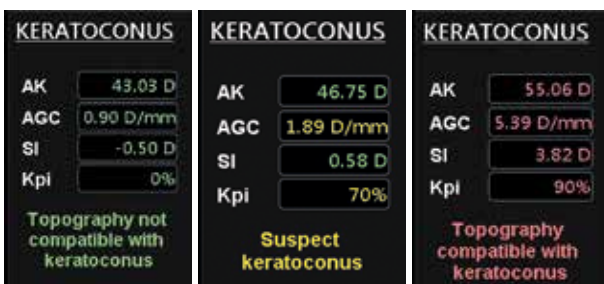 KERATOCONUS
AK 43.03 D
AGC 0.90 D/mm
SI -0.50 D
Kpi 0%
Topography not
compatible with
keratoconus
KERATOCONUS
AK 46.75 D
AGC 1.89 D/mm
SI 0.58 D
Kpi 70%
Suspect
keratoconus
KERATOCONUS
AK 55.06 D
AGC 5.39 D/mm
SI 3.82 D
Kpi 90%
Topography
compatible with
keratoconus